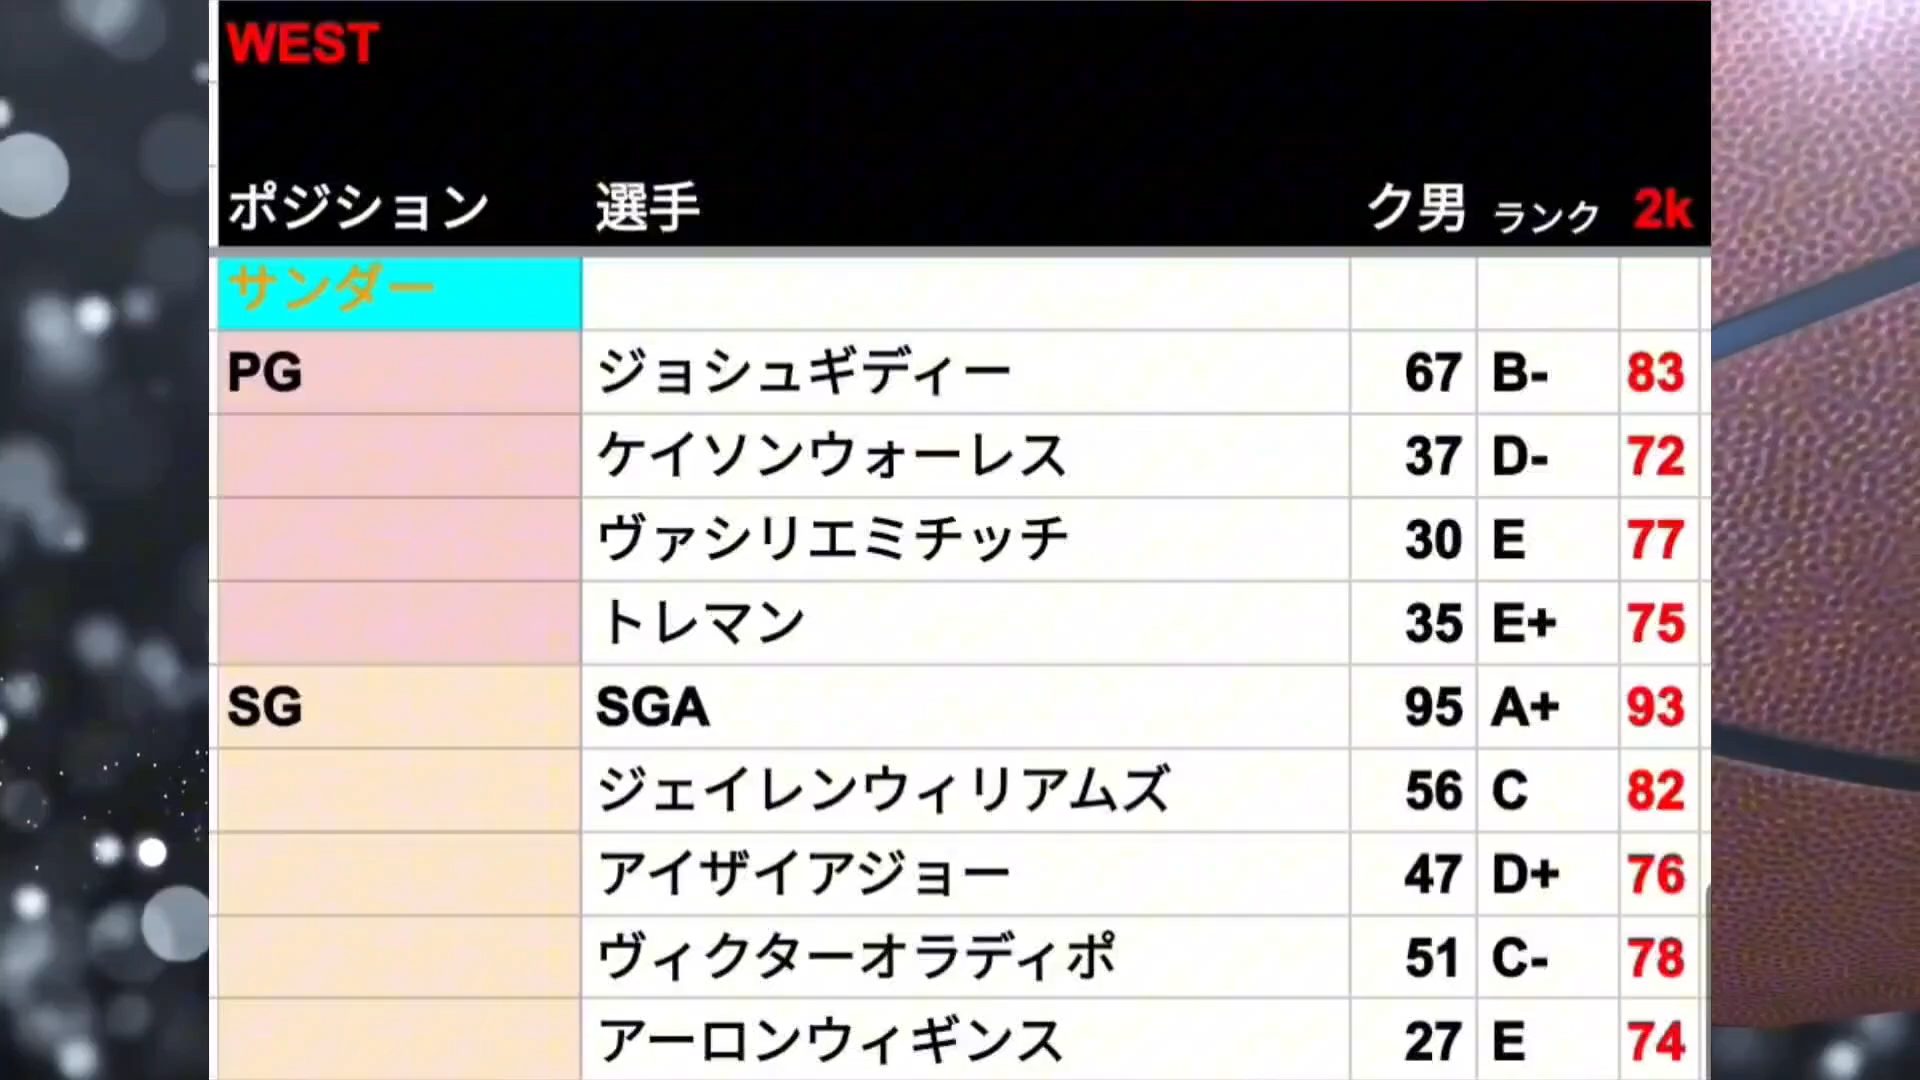 WEST
ポジション 選手 ク男 ランク 2k
サンダー
PG ジョシュギディー 67 B- 83
ケイソンウォーレス 37 D- 72
ヴァシリエミチッチ 30 E 77
トレマン 35 E+ 75
SG SGA 95 A+ 93
ジェイレンウィリアムズ 56 C 82
アイザイアジョー 47 D+ 76
ヴィクターオラディポ 51 C- 78
アーロンウィギンス 27 E 74